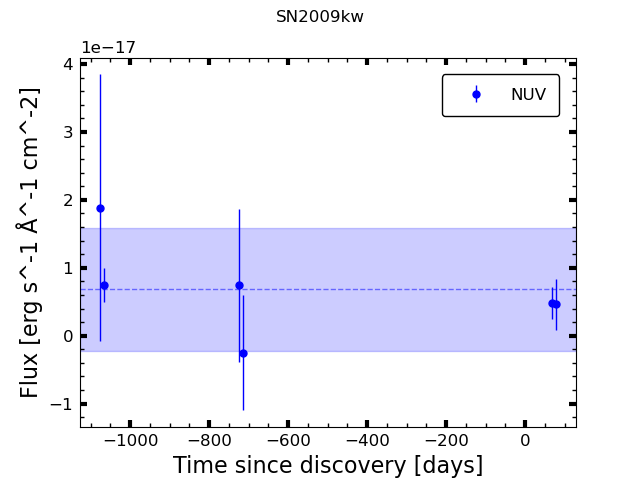 SN2009kw
1e−17
NUV
4
3
2
1
0
−1
Flux [erg s^-1 Å^-1 cm^-2]
−1000 −800 −600 −400 −200 0
Time since discovery [days]